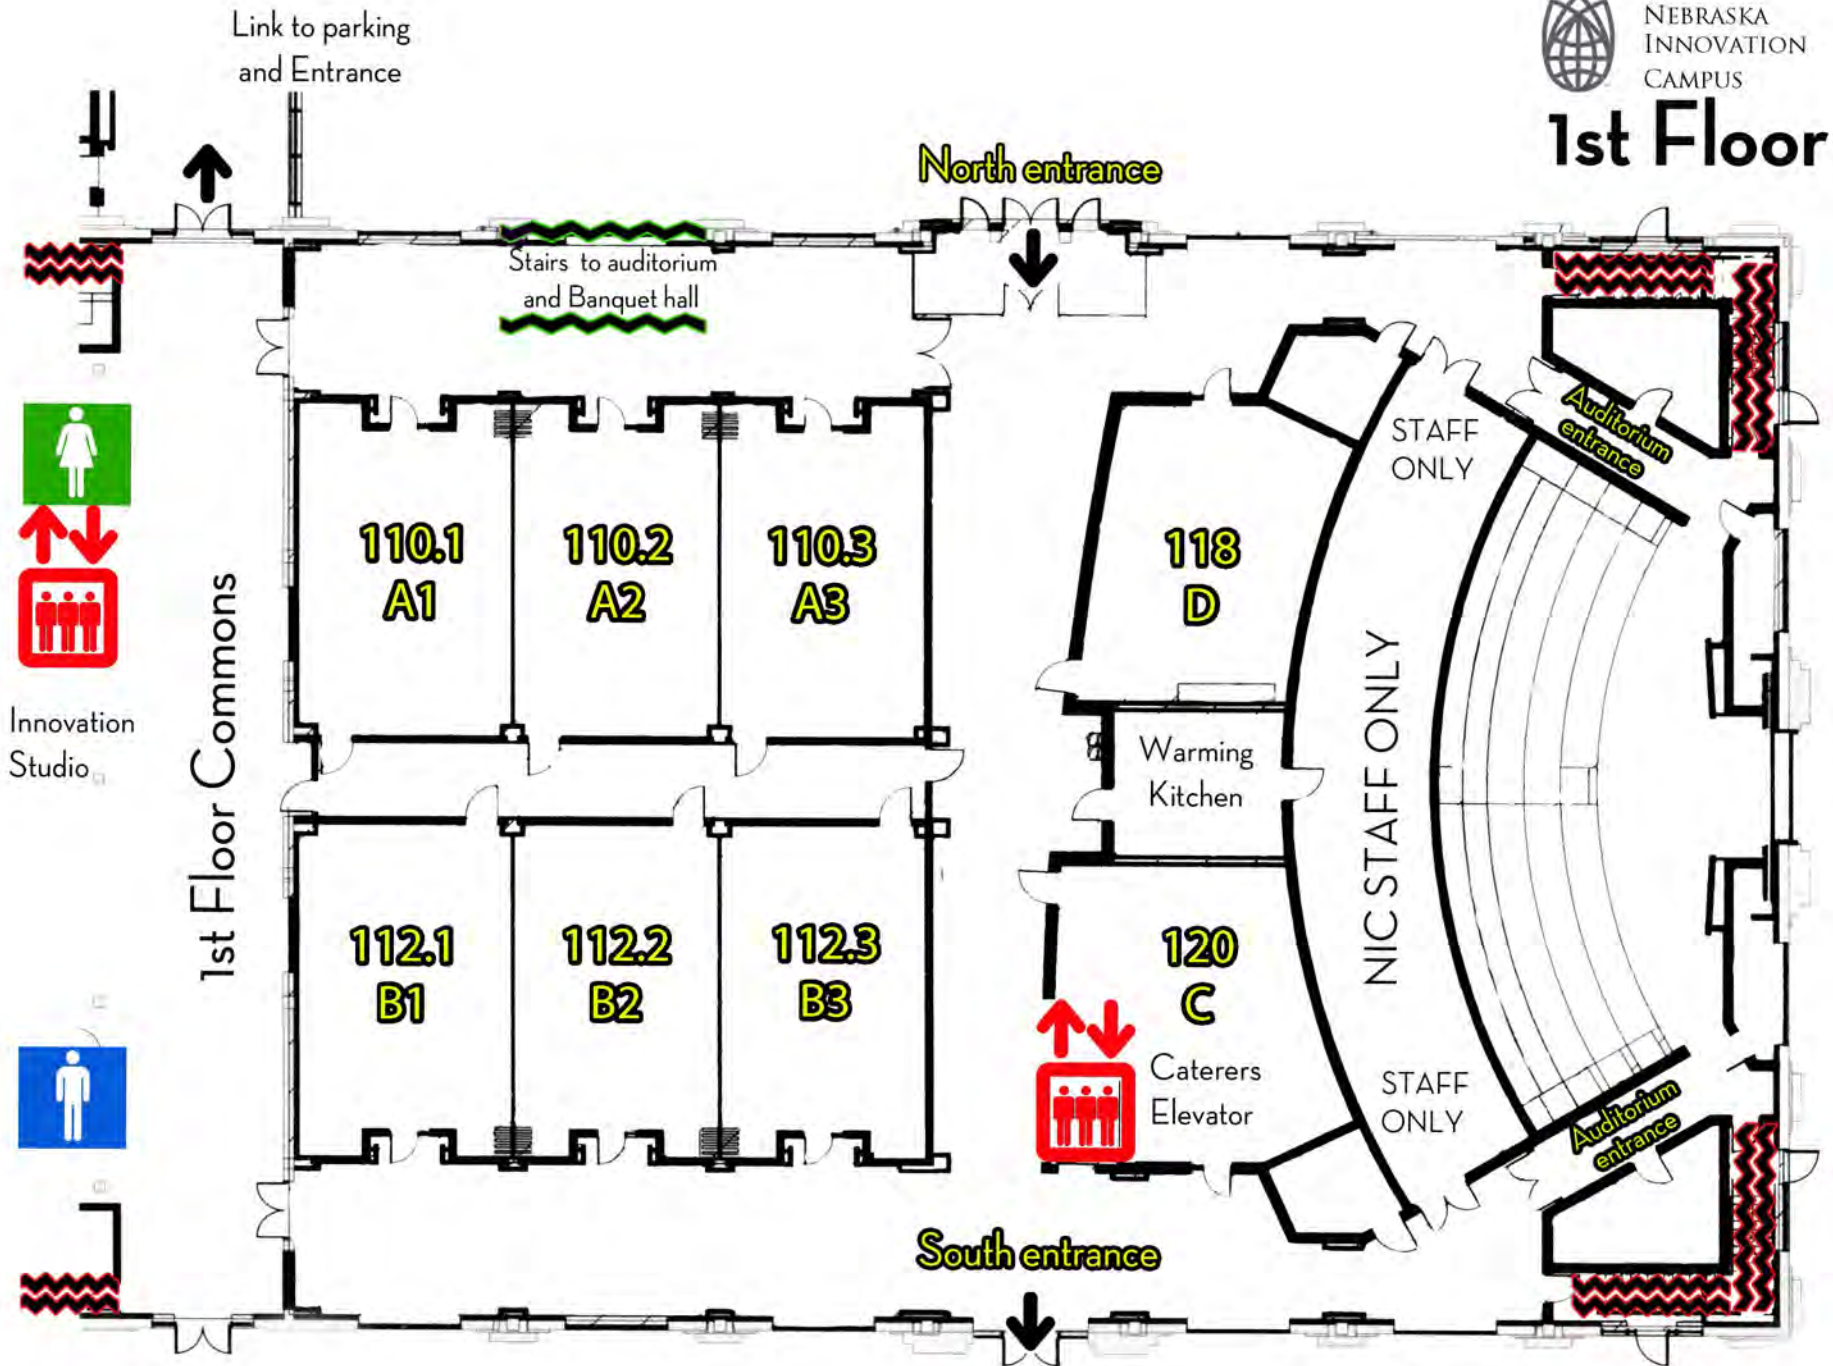 Link to parking
and Entrance
NEBRASKA
INNOVATION
CAMPUS
1st Floor
North entrance
Stairs to auditorium
and Banquet hall
Auditorium
entrance
STAFF
ONLY
110.1
A1
110.2
A2
110.3
A3
118
D
1st Floor Commons
Innovation
Studio
Warming
Kitchen
NIC STAFF ONLY
112.1
B1
112.2
B2
112.3
B3
120
C
Caterers
Elevator
STAFF
ONLY
Auditorium
entrance
South entrance